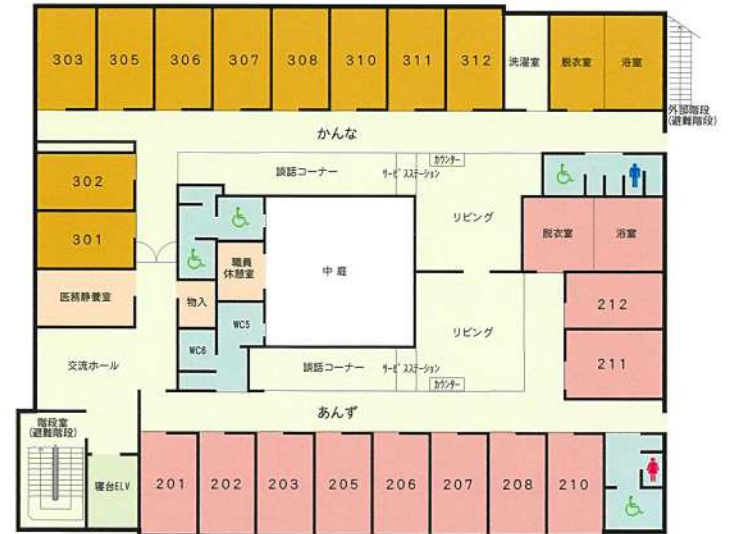 303 305 306 307 308 310 311 312 洗濯室 脱衣室 浴室
外部階段
(避難階段)
かんな
談話コーナー サービスステーション カウンター
302
リビング
脱衣室 浴室
301
職員
休憩室
中庭
医務静養室
物入
212
WC5
リビング
WC6
211
交流ホール
談話コーナー サービスステーション
カウンター
あんず
階段室
(避難階段)
寝台ELV
201 202 203 205 206 207 208 210